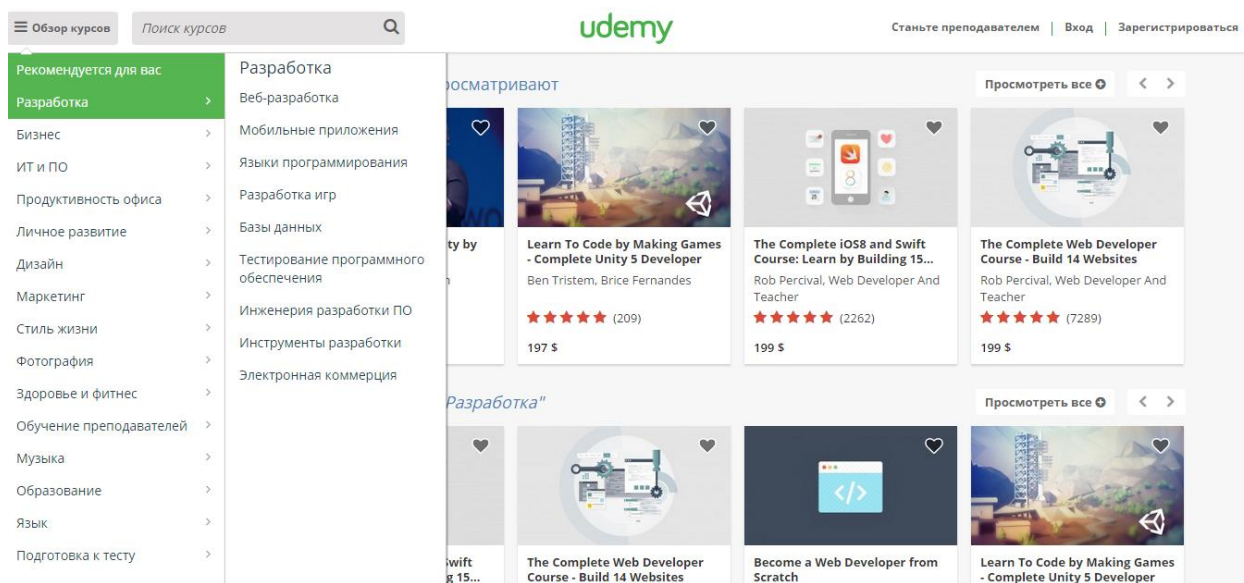 Обзор курсов
Поиск курсов
udemy
Станьте преподавателем | Вход | Зарегистрироваться
Рекомендуется для вас
Разработка
Бизнес
ИТ и ПО
Продуктивность офиса
Личное развитие
Дизайн
Маркетинг
Стиль жизни
Фотография
Здоровье и фитнес
Обучение преподавателей
Музыка
Образование
Язык
Подготовка к тесту
Разработка
Веб-разработка
Мобильные приложения
Языки программирования
Разработка игр
Базы данных
Тестирование программного
обеспечения
Инженерия разработки ПО
Инструменты разработки
Электронная коммерция
росматривают
Просмотреть все
ty by
Learn To Code by Making Games
- Complete Unity 5 Developer
Ben Tristem, Brice Fernandes
(209)
197 $
The Complete iOS8 and Swift
Course: Learn by Building 15...
Rob Percival, Web Developer And
Teacher
(2262)
199 $
The Complete Web Developer
Course - Build 14 Websites
Rob Percival, Web Developer And
Teacher
(7289)
199 $
Разработка"
Просмотреть все
Swift
g 15...
The Complete Web Developer
Course - Build 14 Websites
Become a Web Developer from
Scratch
</>
Learn To Code by Making Games
- Complete Unity 5 Developer